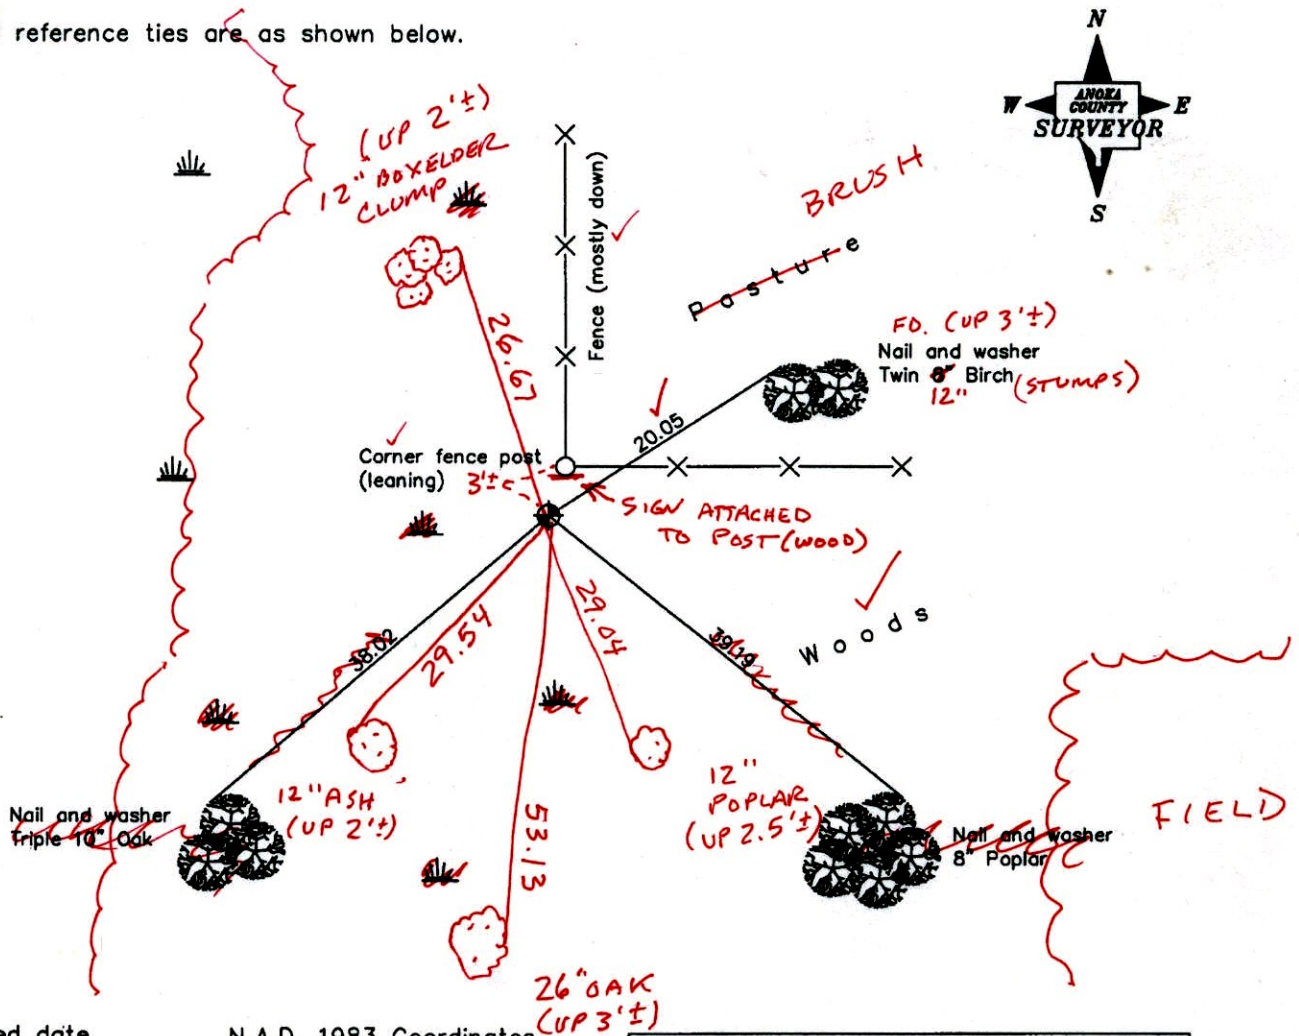 reference ties are as shown below.
N
W
ANOKA
COUNTY
E
SURVEYOR
S
(UP 2'±)
12" BOXELDER
CLUMP
Fence (mostly down)
BRUSH
Pasture
26.67
FD. (UP 3'±)
Nail and washer
Twin 8" Birch (STUMPS)
12"
20.05
Corner fence post
(leaning)
3'±
SIGN ATTACHED
TO POST (WOOD)
38.02
29.54
29.04
39.19
Woods
53.13
Nail and washer
Triple 10" Oak
12" ASH
(UP 2'±)
12"
POPLAR
(UP 2.5'±)
Nail and washer
8" Poplar
FIELD
26" OAK
(UP 3'±)
ed date
N.A.D. 1983 Coordinates